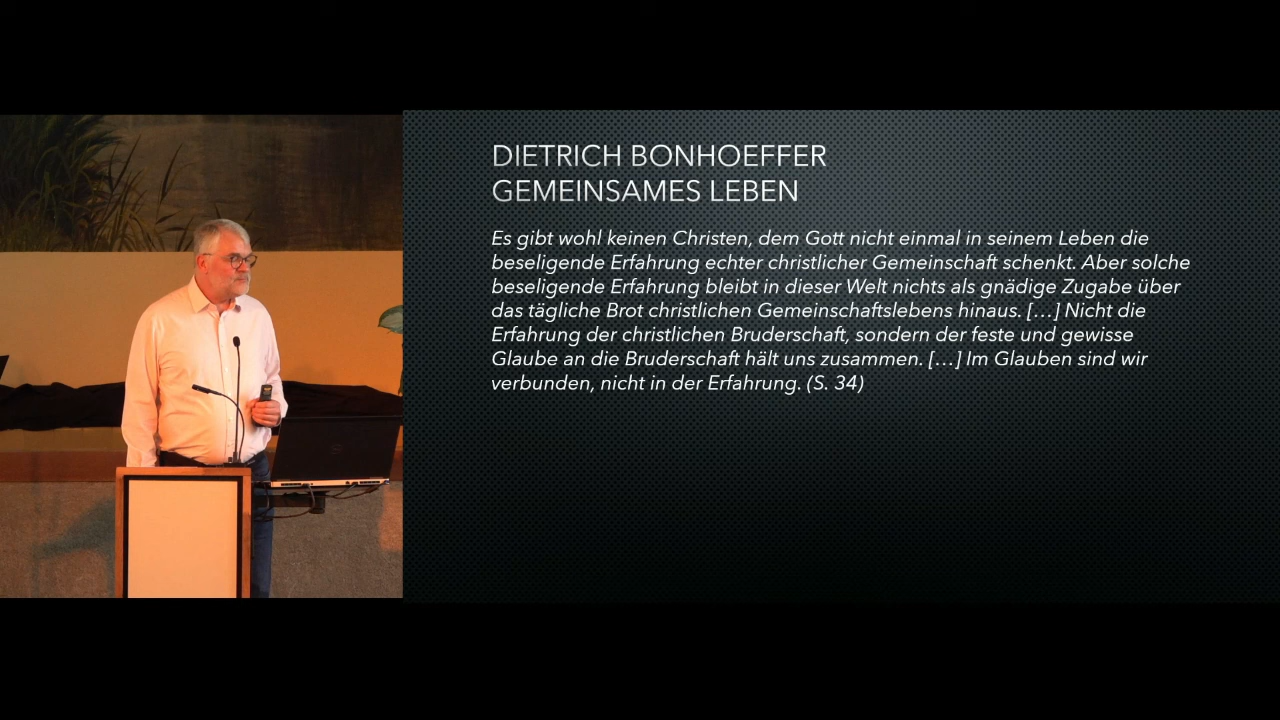 DIETRICH BONHOEFFER
GEMEINSAMES LEBEN
Es gibt wohl keinen Christen, dem Gott nicht einmal in seinem Leben die
beseligende Erfahrung echter christlicher Gemeinschaft schenkt. Aber solche
beseligende Erfahrung bleibt in dieser Welt nichts als gnädige Zugabe über
das tägliche Brot christlichen Gemeinschaftslebens hinaus. […] Nicht die
Erfahrung der christlichen Bruderschaft, sondern der feste und gewisse
Glaube an die Bruderschaft hält uns zusammen. […] Im Glauben sind wir
verbunden, nicht in der Erfahrung. (S. 34)